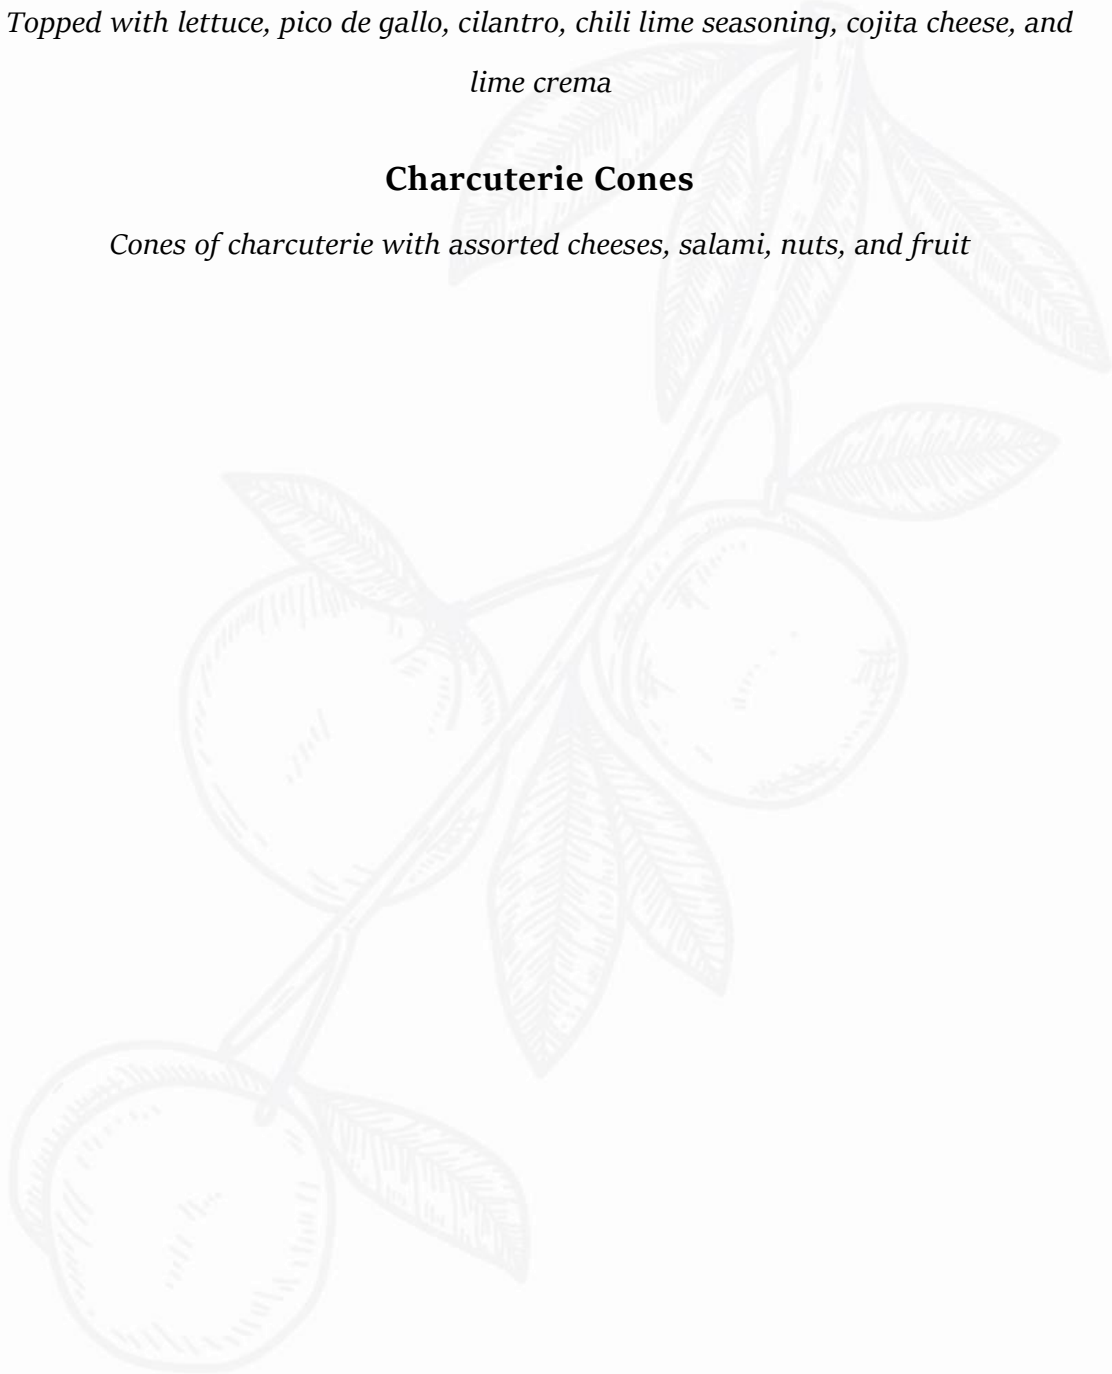 Topped with lettuce, pico de gallo, cilantro, chili lime seasoning, cojita cheese, and
lime crema
Charcuterie Cones
Cones of charcuterie with assorted cheeses, salami, nuts, and fruit